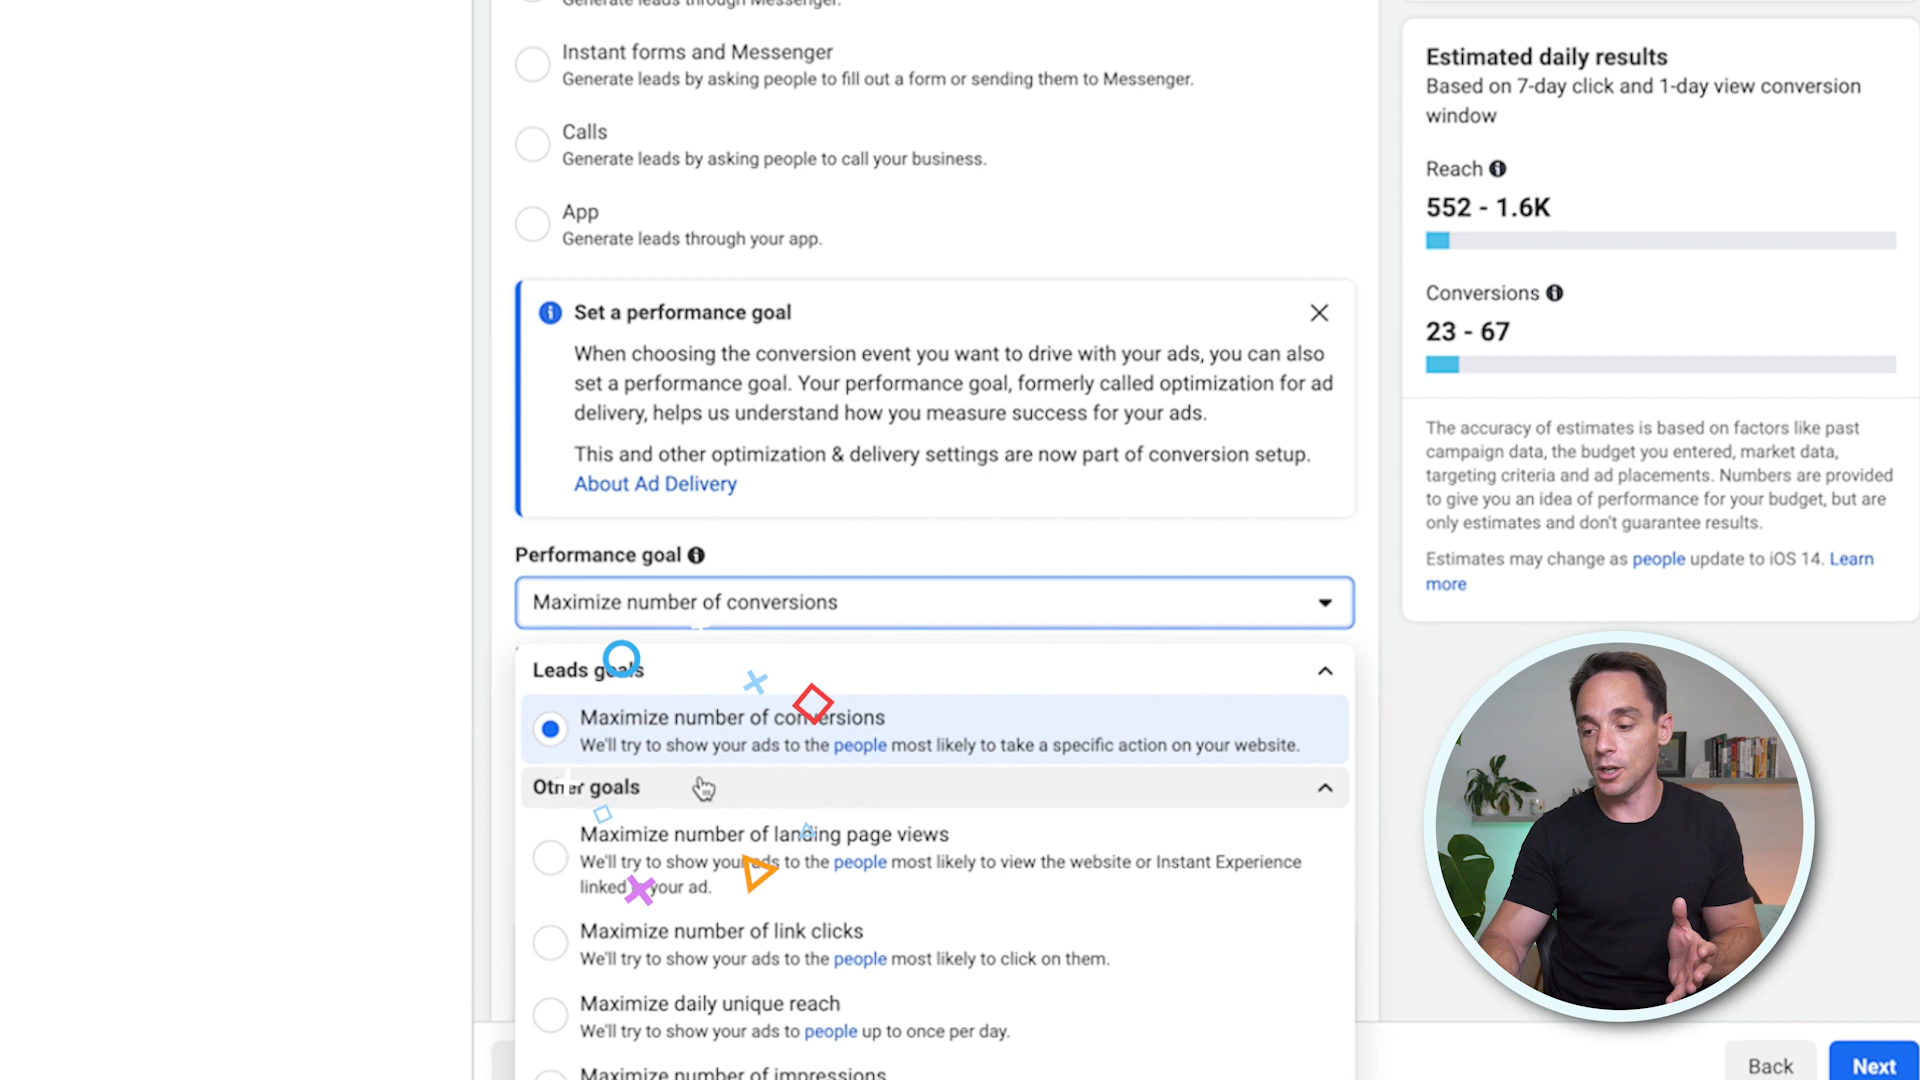 Generate leads through Messenger.
Instant forms and Messenger
Generate leads by asking people to fill out a form or sending them to Messenger.
Calls
Generate leads by asking people to call your business.
App
Generate leads through your app.
Set a performance goal
When choosing the conversion event you want to drive with your ads, you can also
set a performance goal. Your performance goal, formerly called optimization for ad
delivery, helps us understand how you measure success for your ads.
This and other optimization & delivery settings are now part of conversion setup.
About Ad Delivery
Performance goal
Maximize number of conversions
Leads goals
Maximize number of conversions
We'll try to show your ads to the people most likely to take a specific action on your website.
Other goals
Maximize number of landing page views
We'll try to show your ads to the people most likely to view the website or Instant Experience
linked to your ad.
Maximize number of link clicks
We'll try to show your ads to the people most likely to click on them.
Maximize daily unique reach
We'll try to show your ads to people up to once per day.
Maximize number of impressions
Estimated daily results
Based on 7-day click and 1-day view conversion
window
Reach
552 - 1.6K
Conversions
23 - 67
The accuracy of estimates is based on factors like past
campaign data, the budget you entered, market data,
targeting criteria and ad placements. Numbers are provided
to give you an idea of performance for your budget, but are
only estimates and don't guarantee results.
Estimates may change as people update to iOS 14. Learn
more
Back
Next